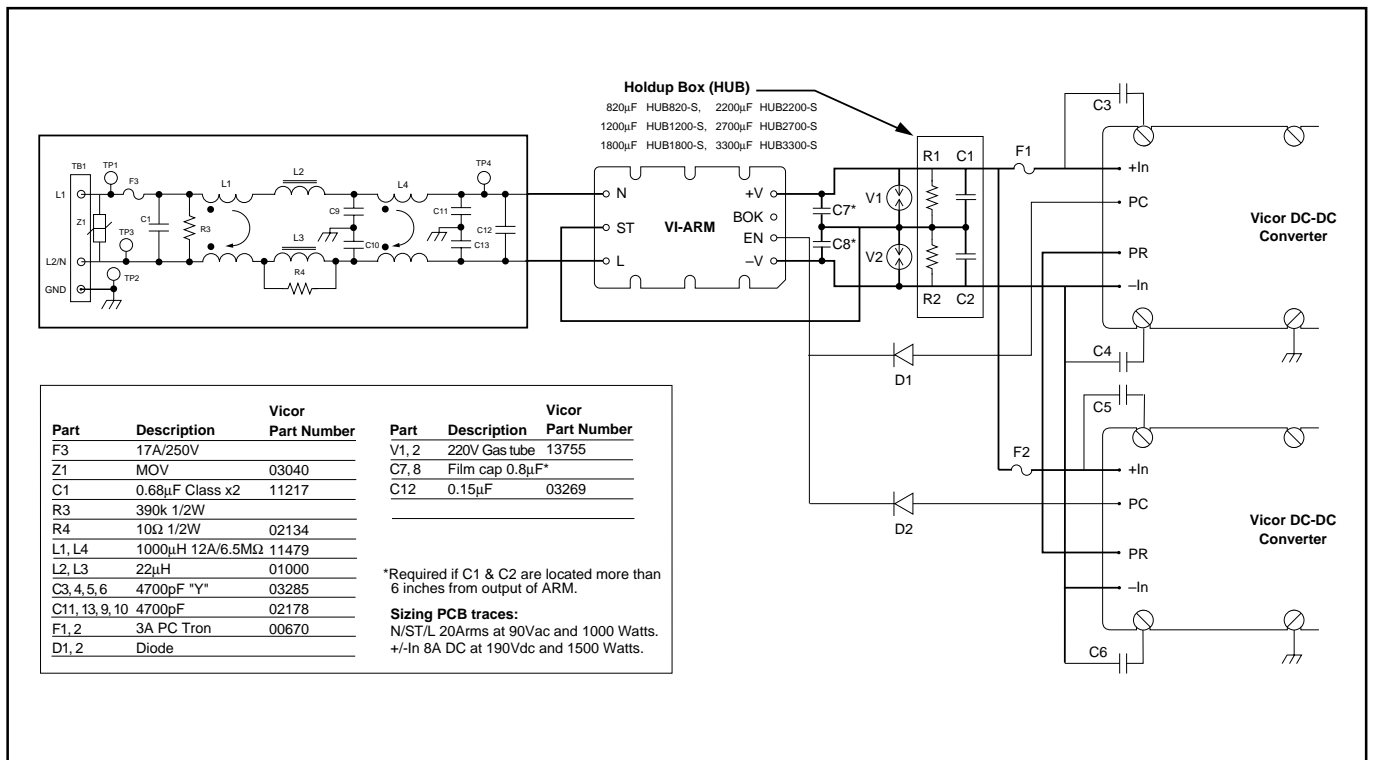 Holdup Box (HUB)
820µF HUB820-S, 2200µF HUB2200-S
1200µF HUB1200-S, 2700µF HUB2700-S
1800µF HUB1800-S, 3300µF HUB3300-S
TB1
TP1
F3
L1
L2
L4
TP4
L1
Z1
C1
TP3
R3
C9
C11
C12
C10
C13
L3
R4
L2/N
TP2
GND
N
ST
L
VI-ARM
+V
BOK
EN
–V
C7*
C8*
V1
V2
R1
C1
R2
C2
F1
C3
+In
PC
PR
–In
Vicor DC-DC
Converter
C4
D1
C5
F2
+In
PC
PR
–In
Vicor DC-DC
Converter
D2
C6
Part Description Vicor Part Number
F3 17A/250V
Z1 MOV 03040
C1 0.68µF Class x2 11217
R3 390k 1/2W
R4 10Ω 1/2W 02134
L1, L4 1000µH 12A/6.5MΩ 11479
L2, L3 22µH 01000
C3, 4, 5, 6 4700pF "Y" 03285
C11, 13, 9, 10 4700pF 02178
F1, 2 3A PC Tron 00670
D1, 2 Diode
Part Description Vicor Part Number
V1, 2 220V Gas tube 13755
C7, 8 Film cap 0.8µF*
C12 0.15µF 03269
*Required if C1 & C2 are located more than
6 inches from output of ARM.
Sizing PCB traces:
N/ST/L 20Arms at 90Vac and 1000 Watts.
+/-In 8A DC at 190Vdc and 1500 Watts.